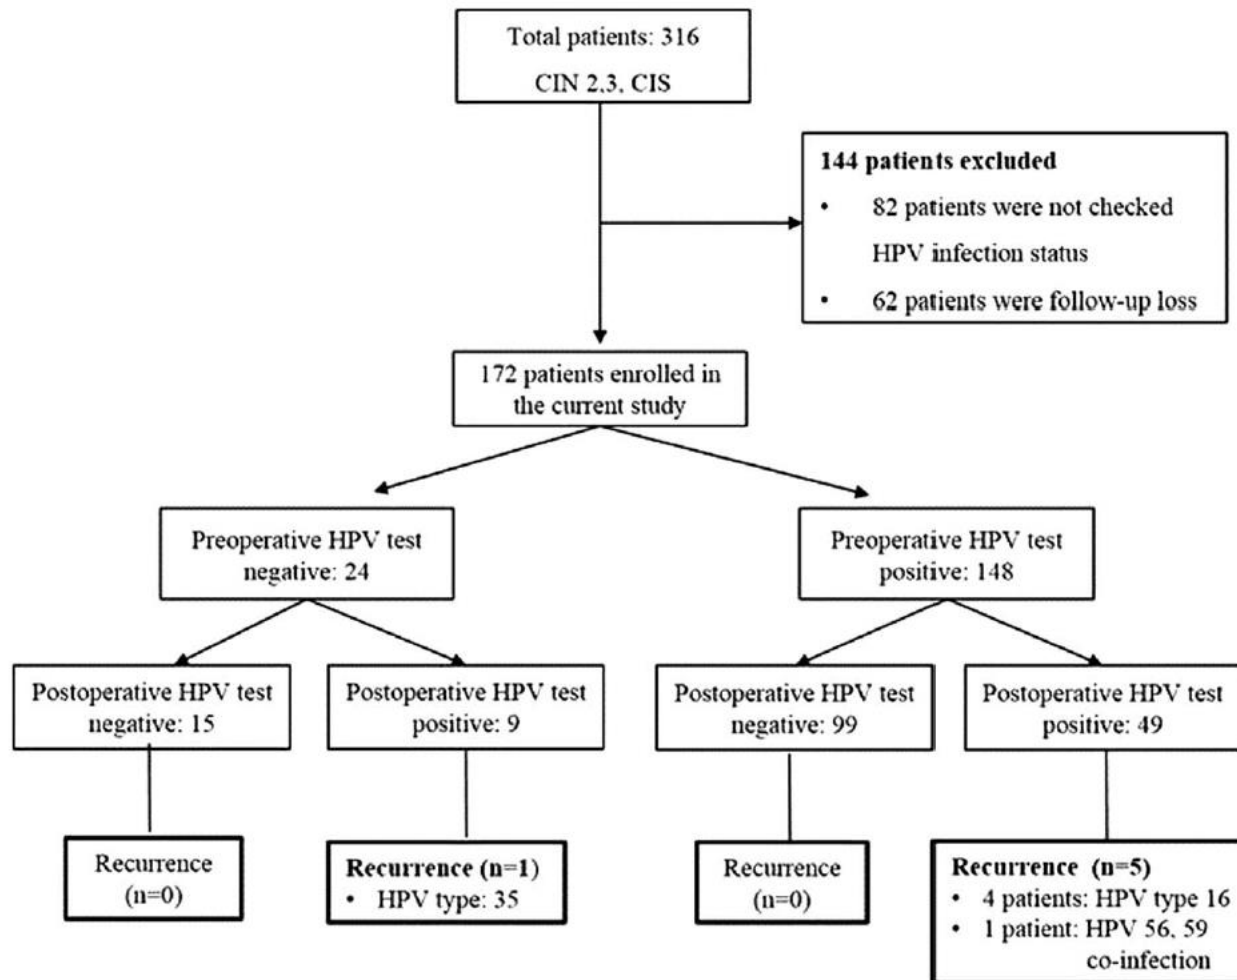 Total patients: 316
CIN 2,3, CIS
144 patients excluded
• 82 patients were not checked
HPV infection status
• 62 patients were follow-up loss
172 patients enrolled in
the current study
Preoperative HPV test
negative: 24
Preoperative HPV test
positive: 148
Postoperative HPV test
negative: 15
Postoperative HPV test
positive: 9
Postoperative HPV test
negative: 99
Postoperative HPV test
positive: 49
Recurrence
(n=0)
Recurrence (n=1)
• HPV type: 35
Recurrence
(n=0)
Recurrence (n=5)
• 4 patients: HPV type 16
• 1 patient: HPV 56, 59
co-infection